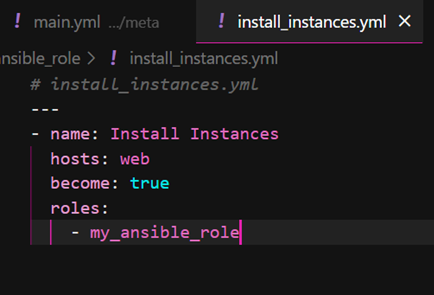 ! main.yml .../meta
! install_instances.yml ×
nsible_role > ! install_instances.yml
# install_instances.yml
---
- name: Install Instances
hosts: web
become: true
roles:
- my_ansible_role